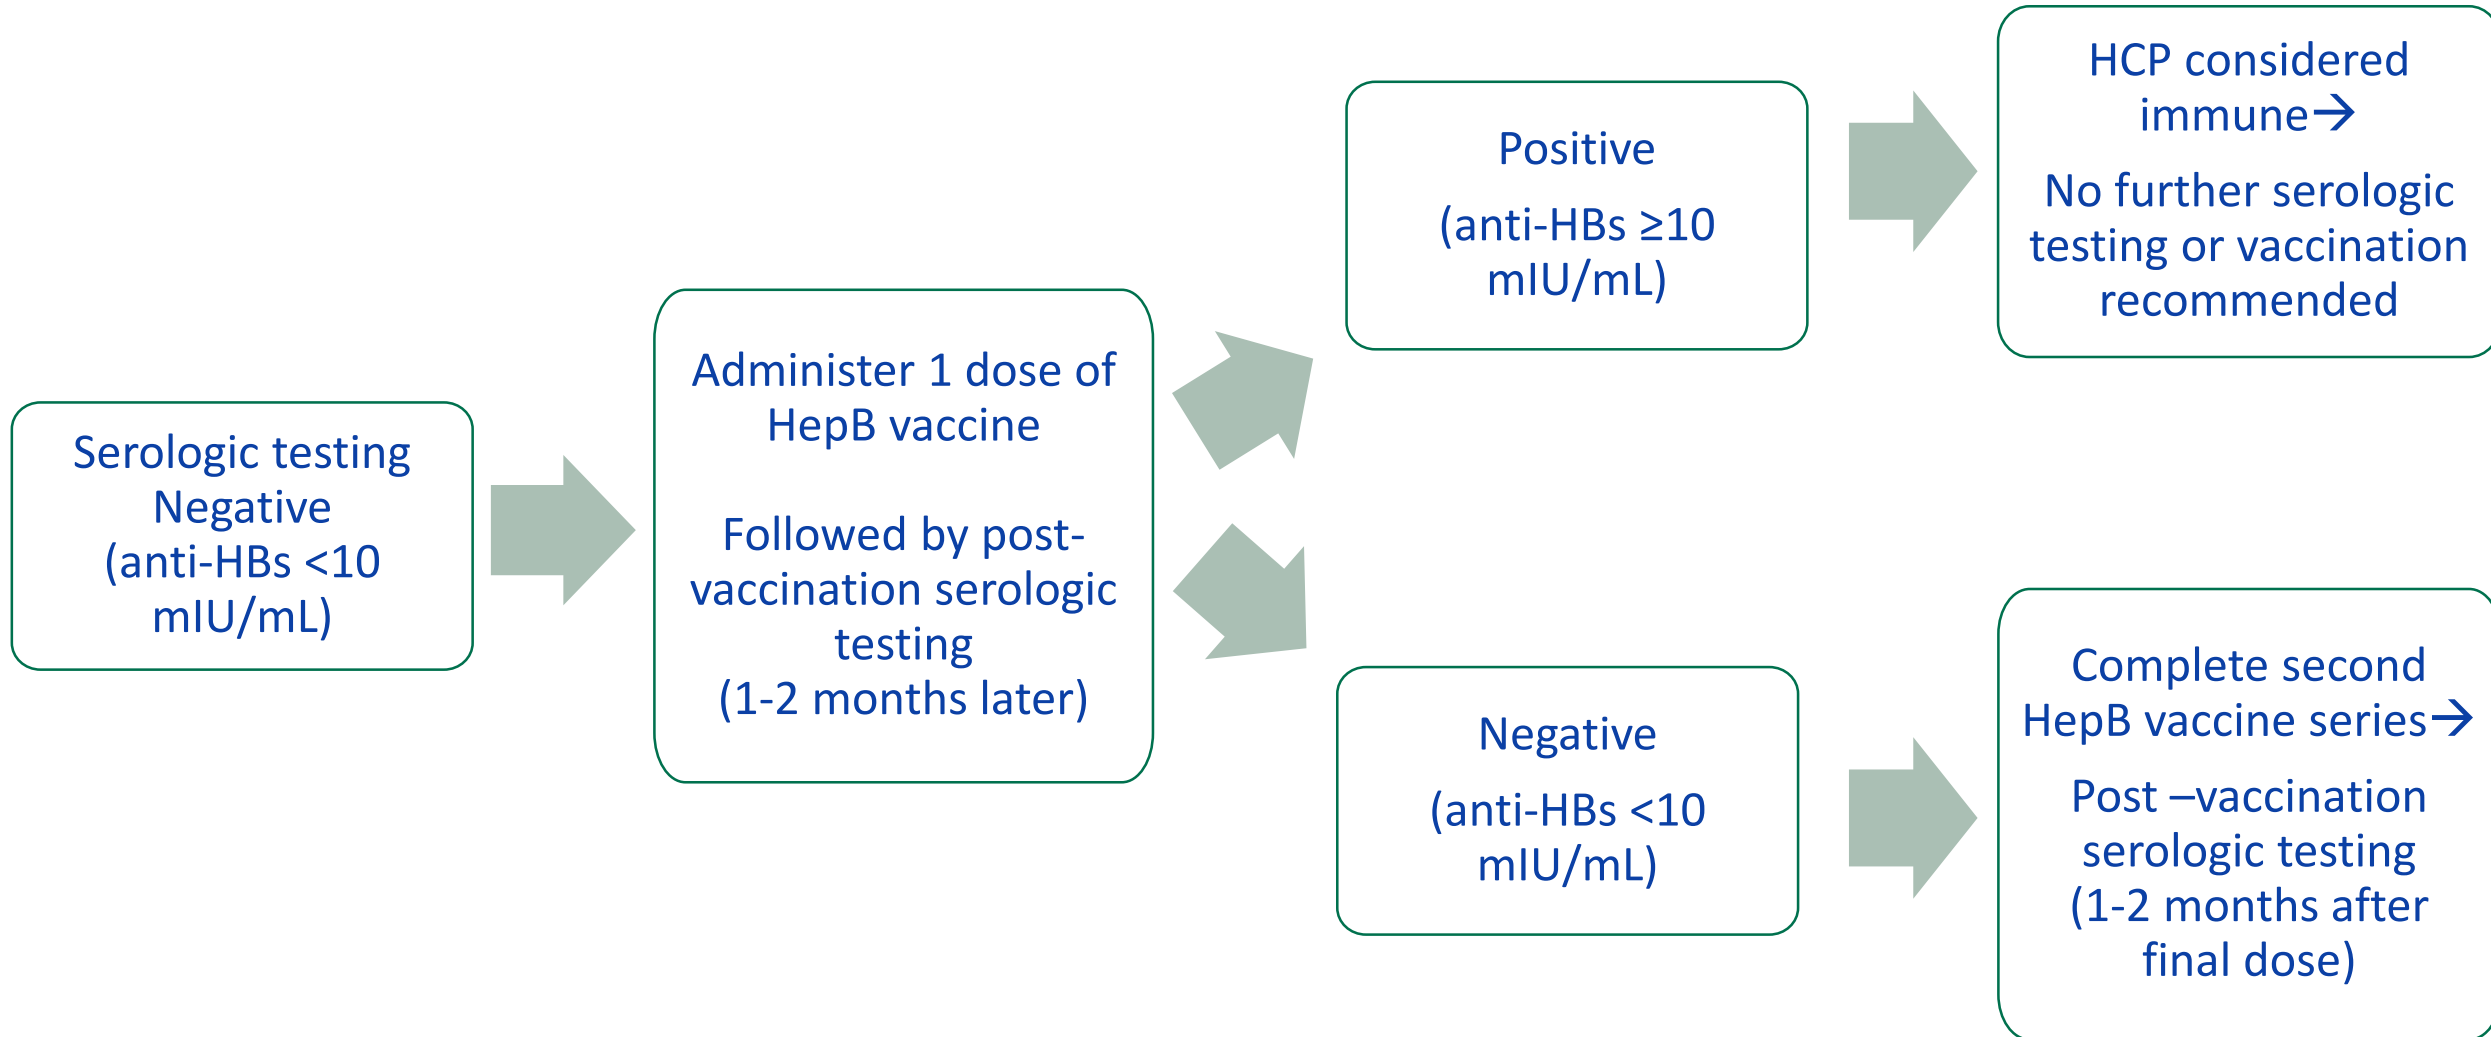 Serologic testing
Negative
(anti-HBs <10
mIU/mL)
Administer 1 dose of
HepB vaccine
Followed by post-
vaccination serologic
testing
(1-2 months later)
Positive
(anti-HBs ≥10
mIU/mL)
HCP considered
immune→
No further serologic
testing or vaccination
recommended
Negative
(anti-HBs <10
mIU/mL)
Complete second
HepB vaccine series→
Post –vaccination
serologic testing
(1-2 months after
final dose)